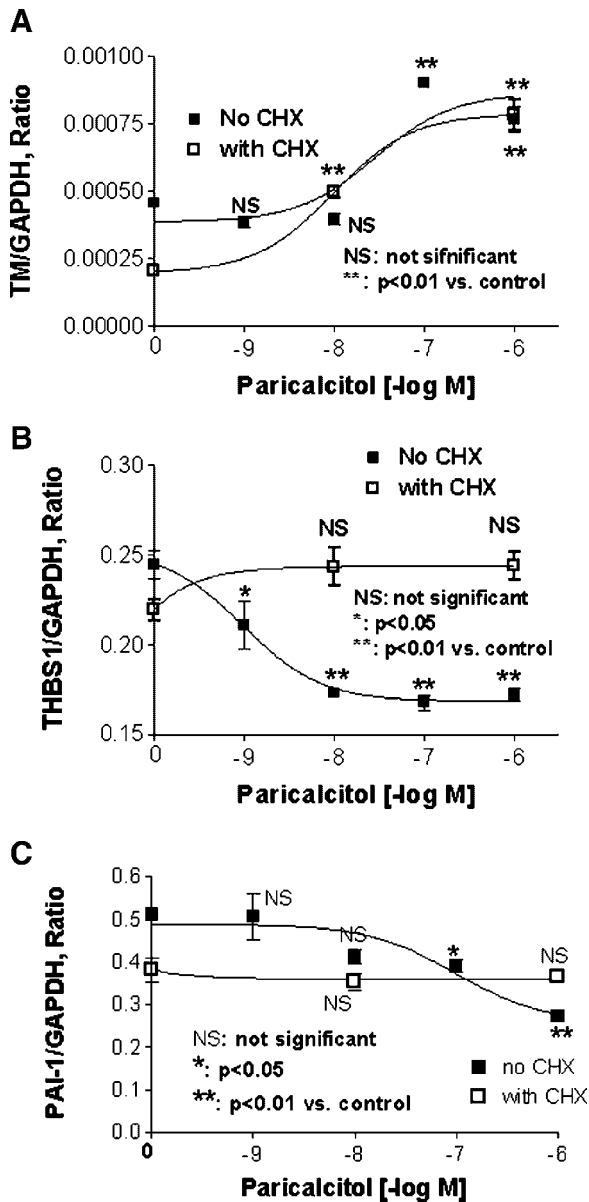 A
TM/GAPDH, Ratio
0.00100
0.00075
0.00050
0.00025
0.00000
No CHX
with CHX
**
**
**
**
NS
NS
NS: not sifnificant
**: p<0.01 vs. control
0 -9 -8 -7 -6
Paricalcitol [-log M]
B
THBS1/GAPDH, Ratio
0.30
0.25
0.20
0.15
No CHX
with CHX
NS
NS
*
NS: not significant
*: p<0.05
**: p<0.01 vs. control
** ** **
0 -9 -8 -7 -6
Paricalcitol [-log M]
C
PAI-1/GAPDH, Ratio
0.6
0.5
0.4
0.3
0.2
0.1
0.0
NS
NS
*
NS
NS
**
NS: not significant
*: p<0.05
**: p<0.01 vs. control
no CHX
with CHX
0 -9 -8 -7 -6
Paricalcitol [-log M]